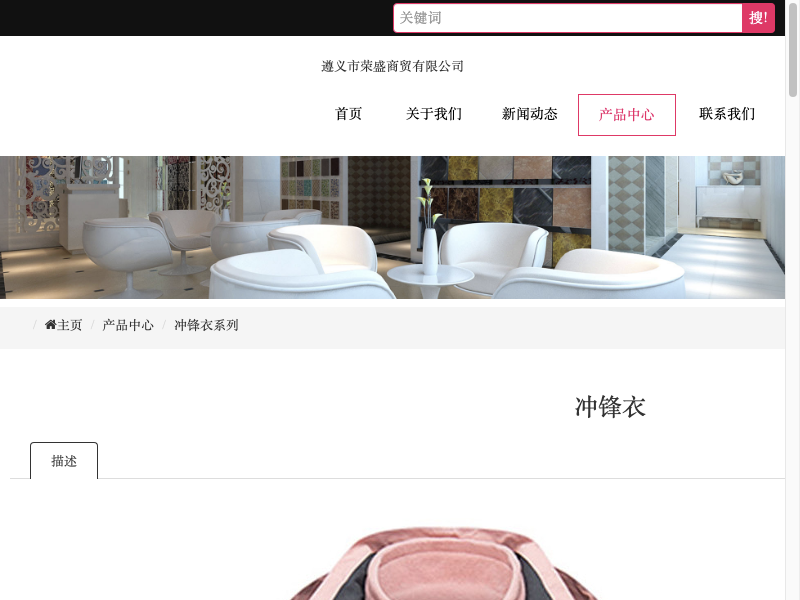 关键词
搜!
遵义市荣盛商贸有限公司
首页 关于我们 新闻动态 产品中心 联系我们
/ 主页 / 产品中心 / 冲锋衣系列
冲锋衣
描述